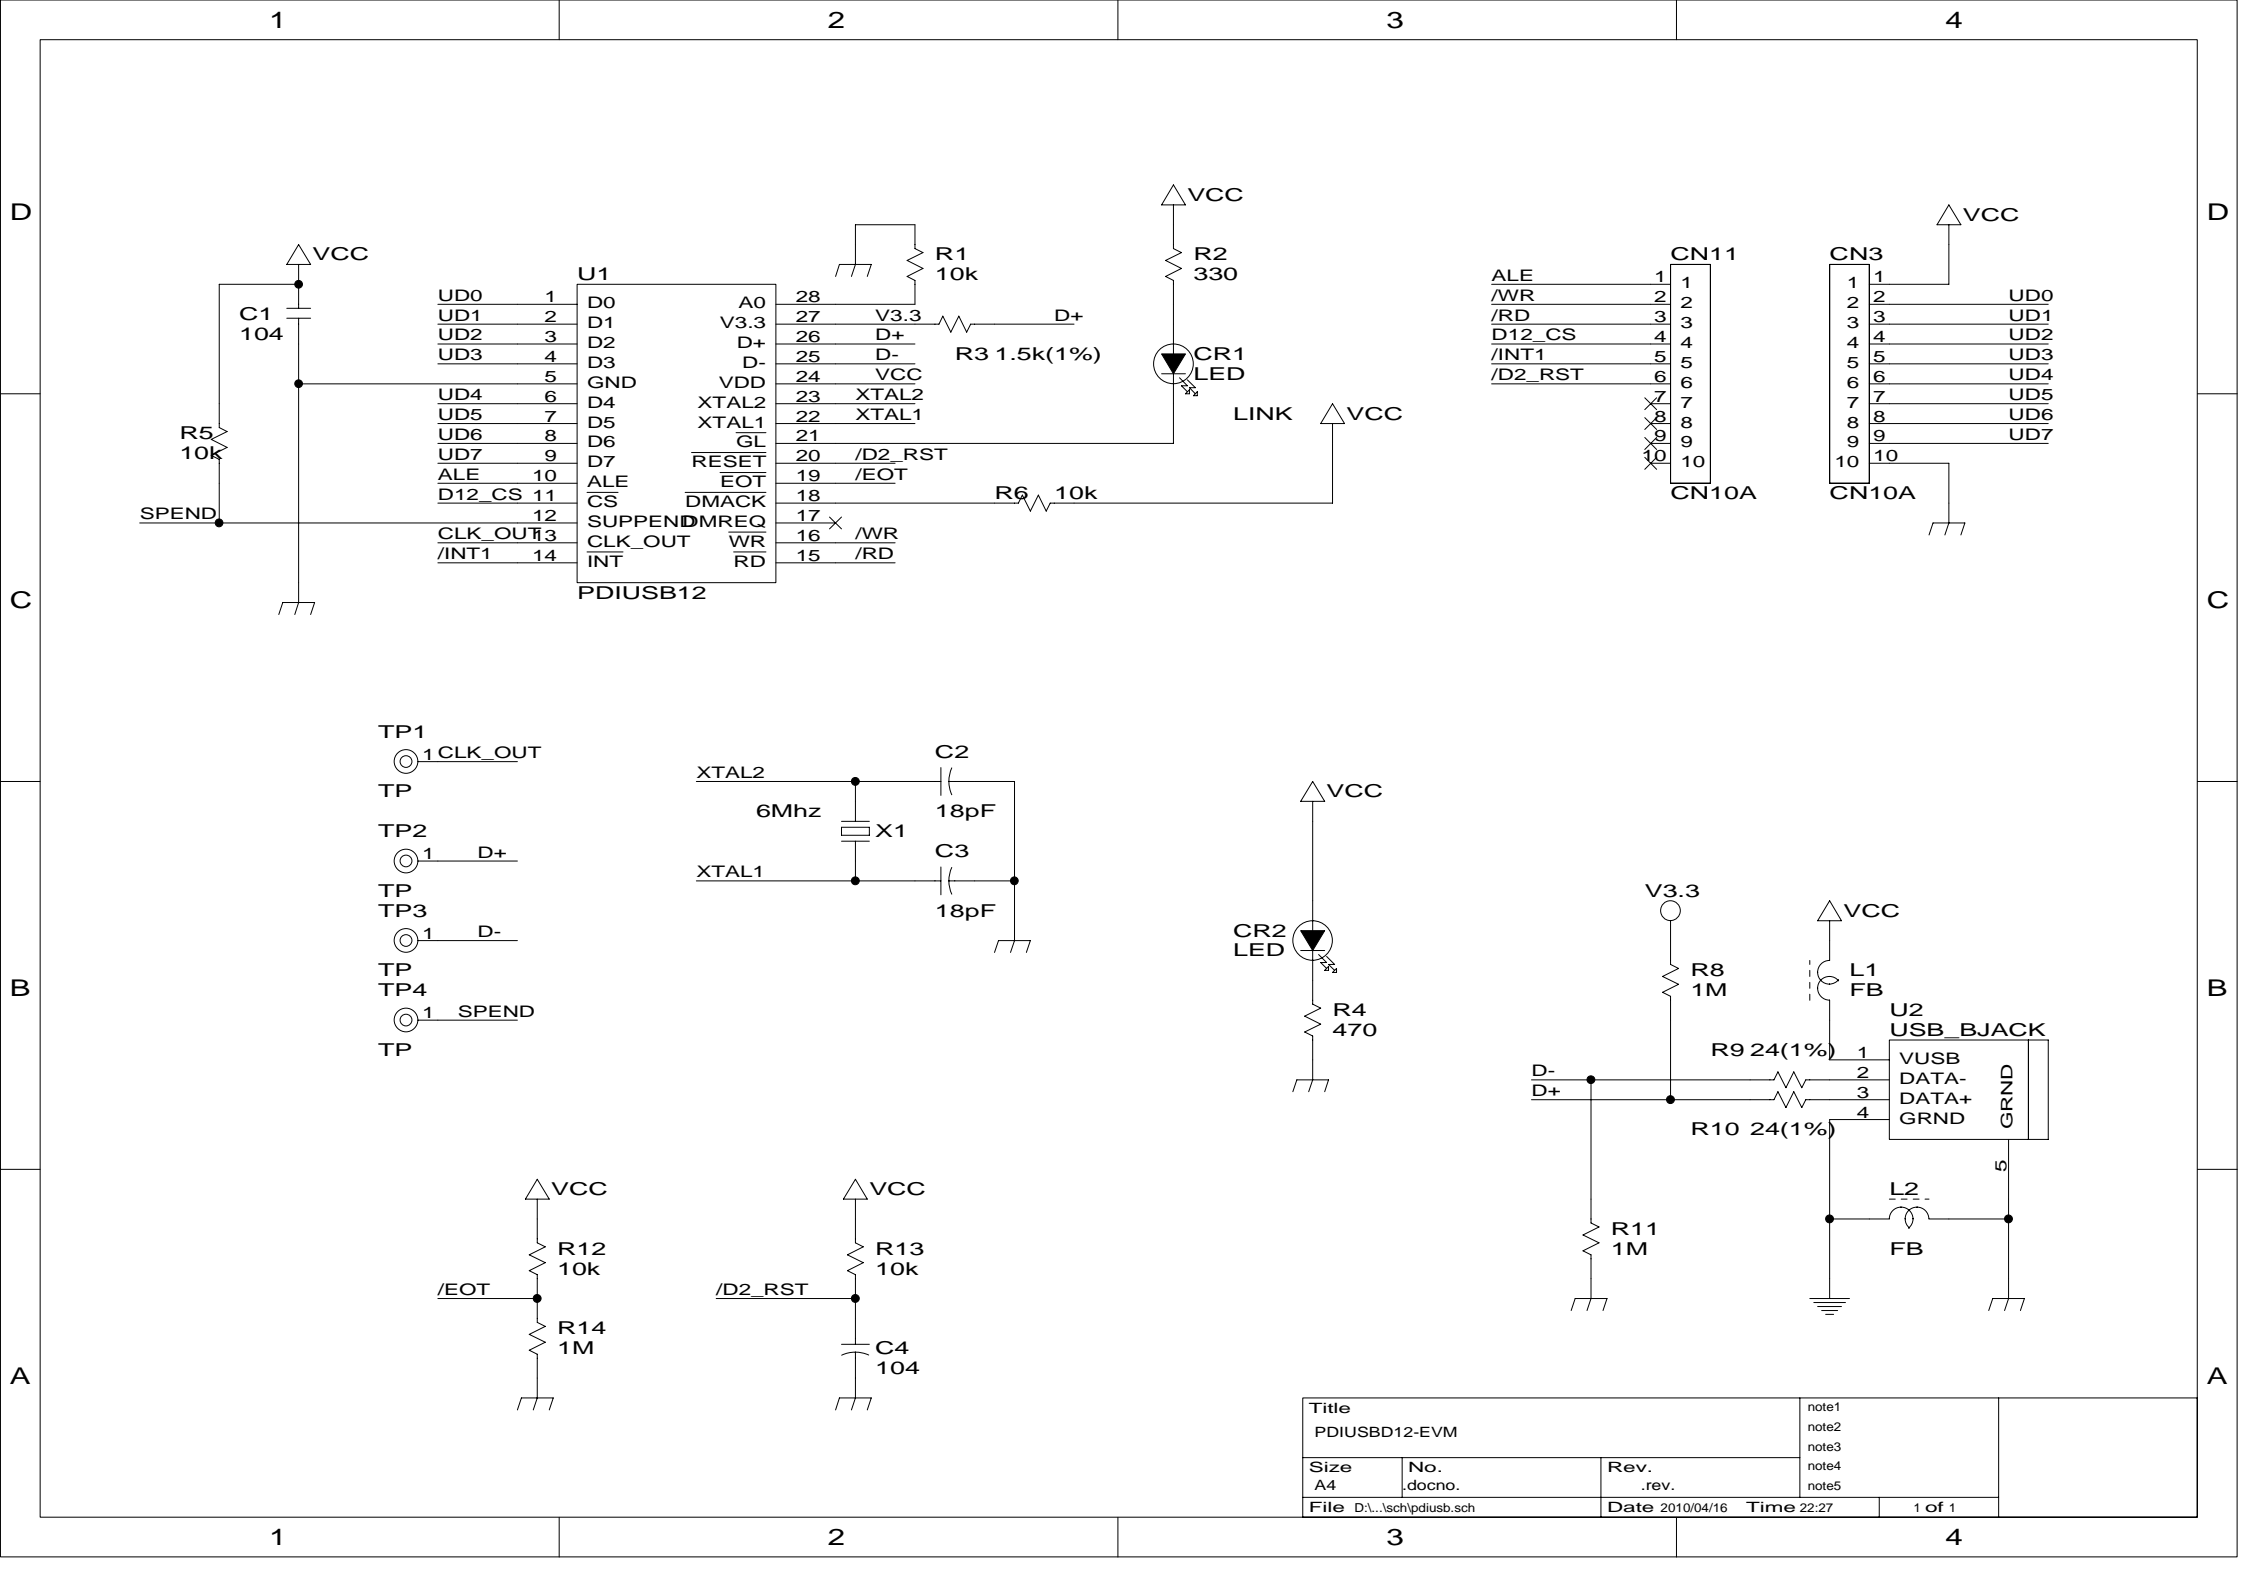 1 2 3 4
D D
C C
B B
A A
1 2 3 4
VCC
C1
104
R5
10k
SPEND
U1
UD0 1 D0
UD1 2 D1
UD2 3 D2
UD3 4 D3
5 GND
UD4 6 D4
UD5 7 D5
UD6 8 D6
UD7 9 D7
ALE 10 ALE
D12_CS 11 CS
12 SUPPEND
CLK_OUT 13 CLK_OUT
/INT1 14 INT
A0 28
V3.3 27 V3.3
D+ 26 D+
D- 25 D-
VDD 24 VCC
XTAL2 23 XTAL2
XTAL1 22 XTAL1
GL 21
RESET 20 /D2_RST
EOT 19 /EOT
DMACK 18
DMREQ 17
WR 16 /WR
RD 15 /RD
PDIUSB12
R1
10k
D+
R3 1.5k(1%)
VCC
R2
330
CR1
LED
LINK
VCC
R6 10k
CN11
ALE 1 1
/WR 2 2
/RD 3 3
D12_CS 4 4
/INT1 5 5
/D2_RST 6 6
7 7
8 8
9 9
10 10
CN10A
VCC
CN3
1 1
2 2 UD0
3 3 UD1
4 4 UD2
5 5 UD3
6 6 UD4
7 7 UD5
8 8 UD6
9 9 UD7
10 10
CN10A
TP1
1 CLK_OUT
TP
TP2
1 D+
TP
TP3
1 D-
TP
TP4
1 SPEND
TP
XTAL2
C2
18pF
6Mhz
X1
XTAL1
C3
18pF
VCC
CR2
LED
R4
470
V3.3
R8
1M
VCC
L1
FB
U2
USB_BJACK
R9 24(1%)
1 VUSB
D- 2 DATA-
D+ 3 DATA+
4 GRND
GRND
5
R10 24(1%)
R11
1M
L2
FB
VCC
R12
10k
/EOT
R14
1M
VCC
R13
10k
/D2_RST
C4
104
Title
PDIUSBD12-EVM
note1
note2
note3
note4
note5
Size No. Rev.
A4 .docno. .rev.
File D:\...\sch\pdiusb.sch Date 2010/04/16 Time 22:27 1 of 1